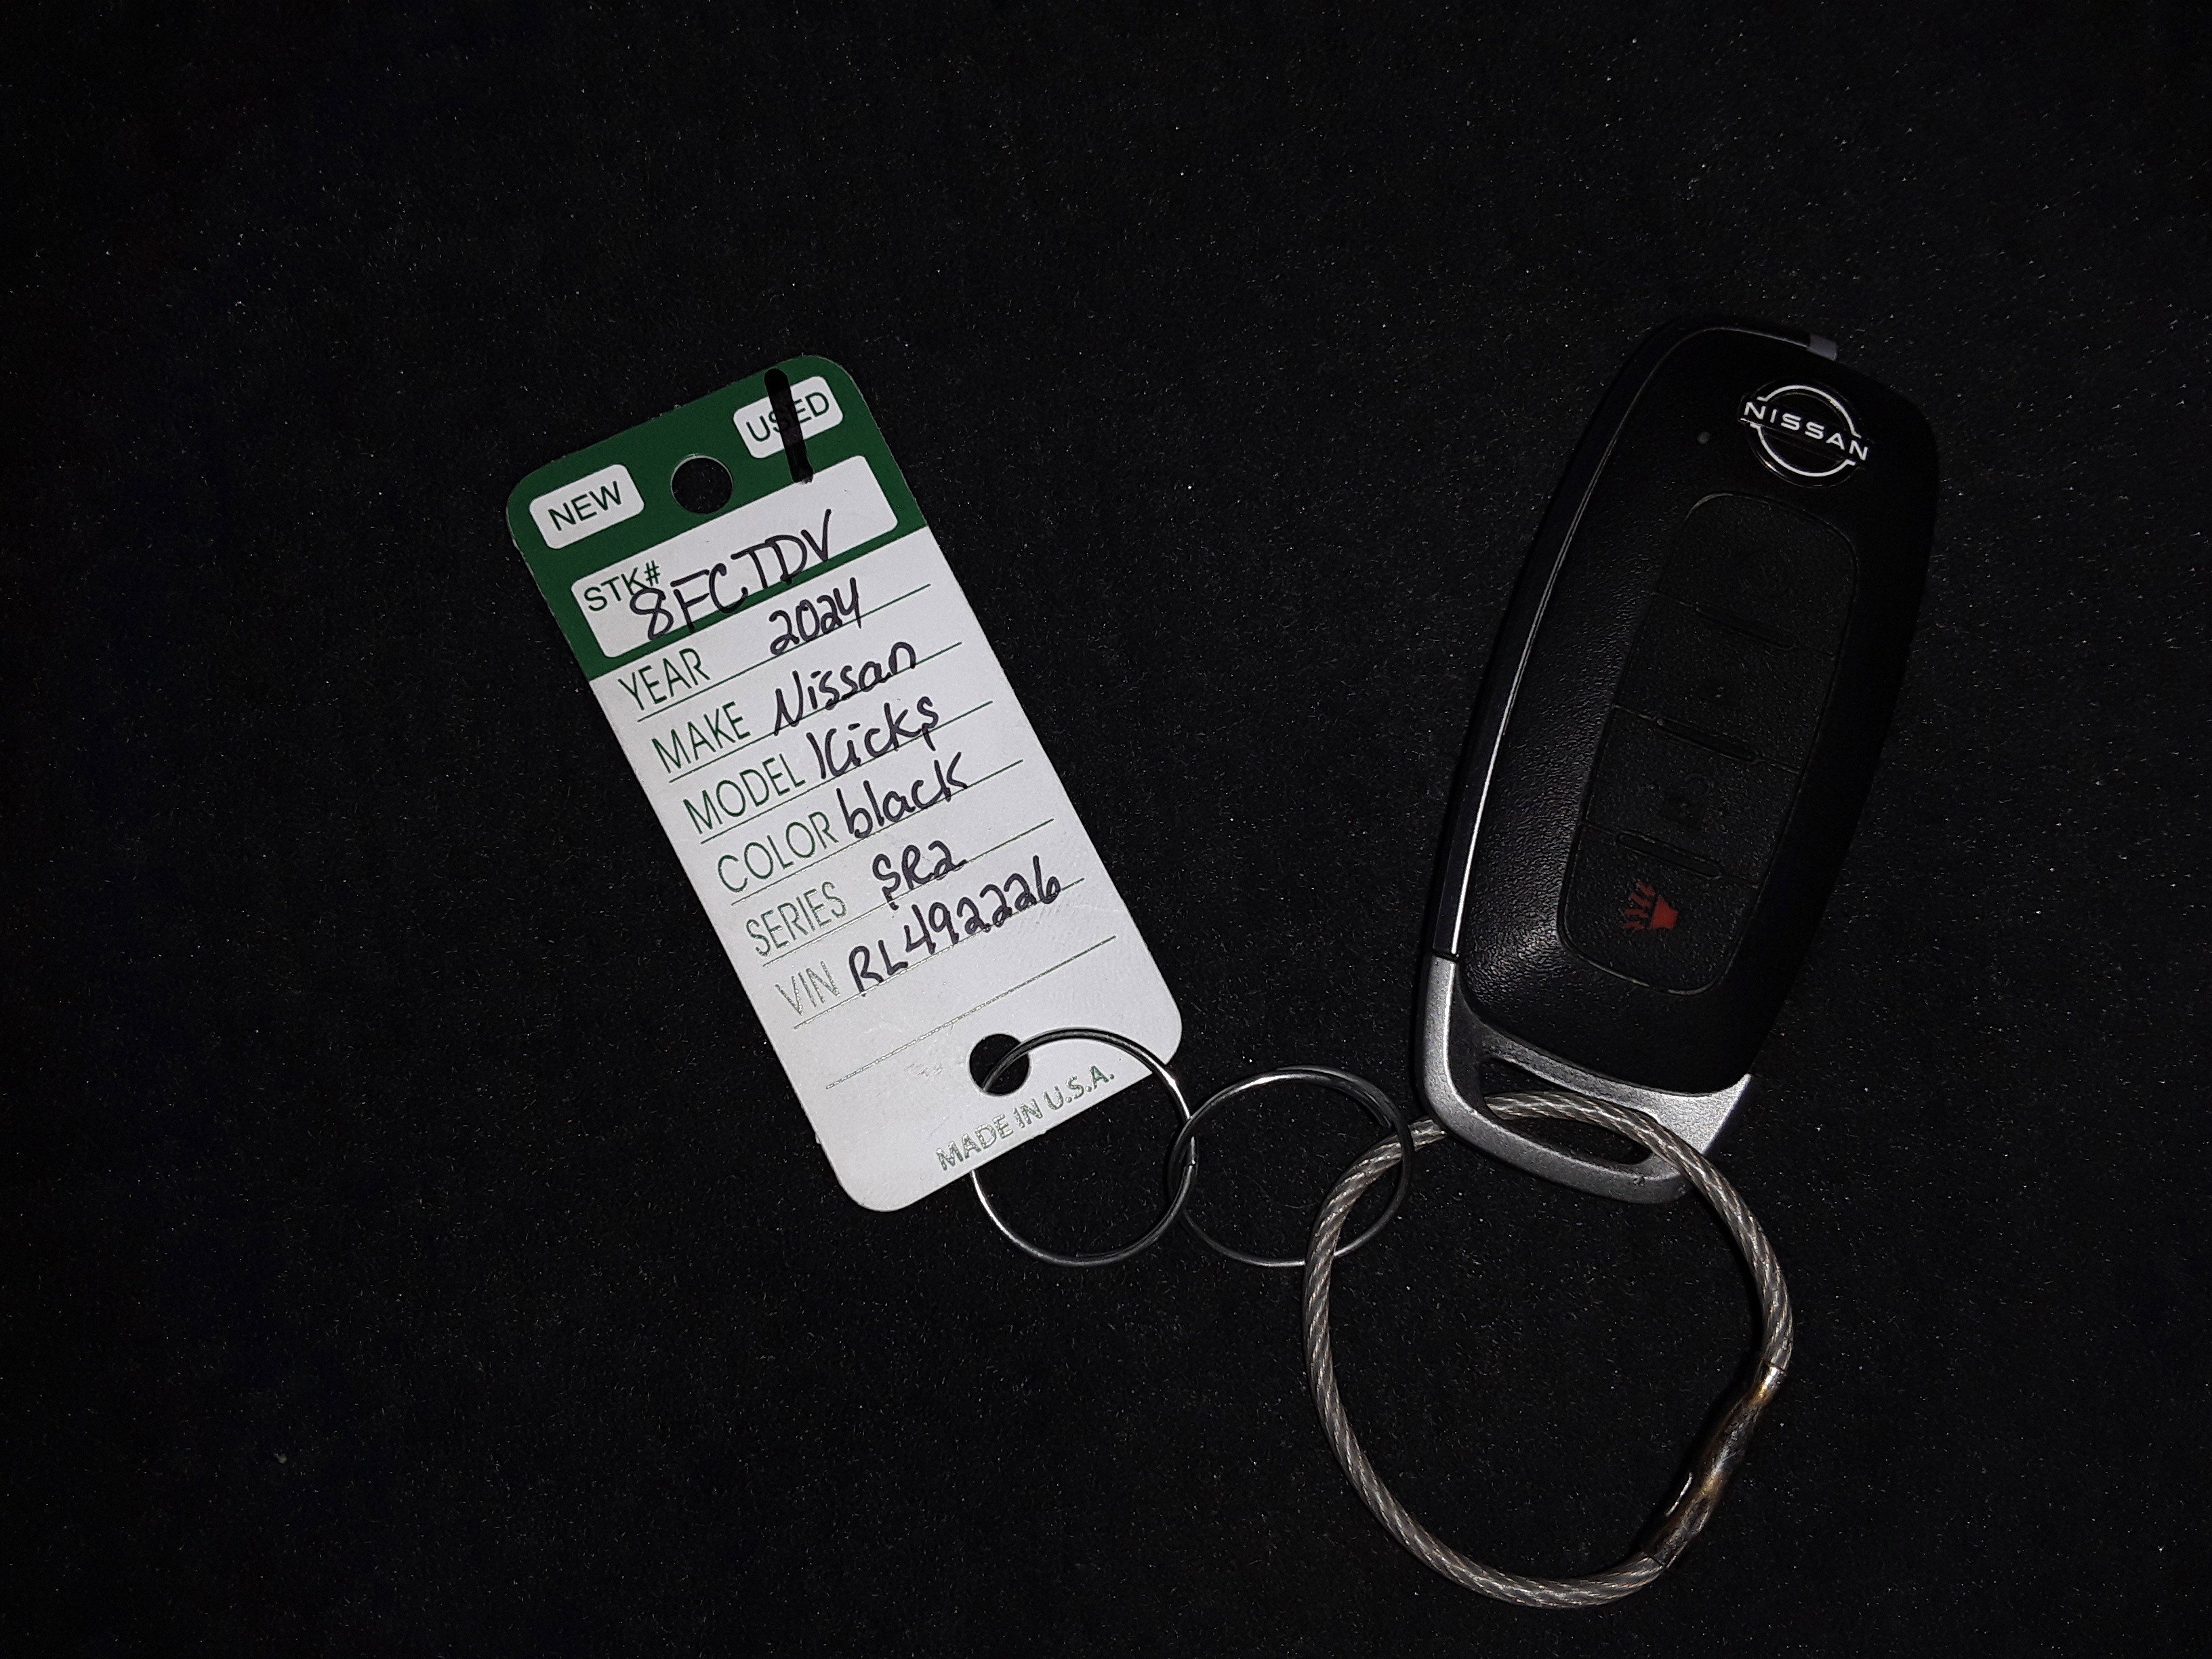 NEW
USED
STK# 8FCTDV
YEAR 2024
MAKE Nissan
MODEL Kicks
COLOR black
SERIES SR2
VIN RL492226
MADE IN U.S.A.
NISSAN